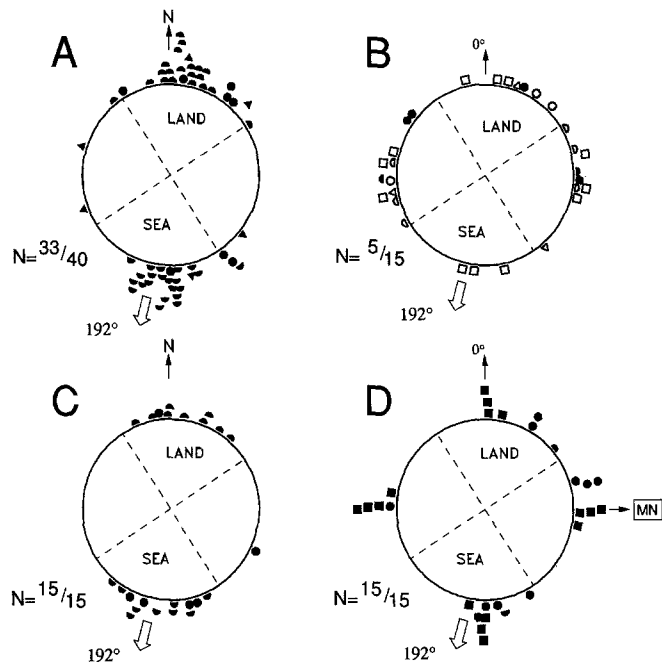 A
N
LAND
SEA
N= 33/40
192°
B
0°
LAND
SEA
N= 5/15
192°
C
N
LAND
SEA
N= 15/15
192°
D
0°
LAND
MN
SEA
N= 15/15
192°